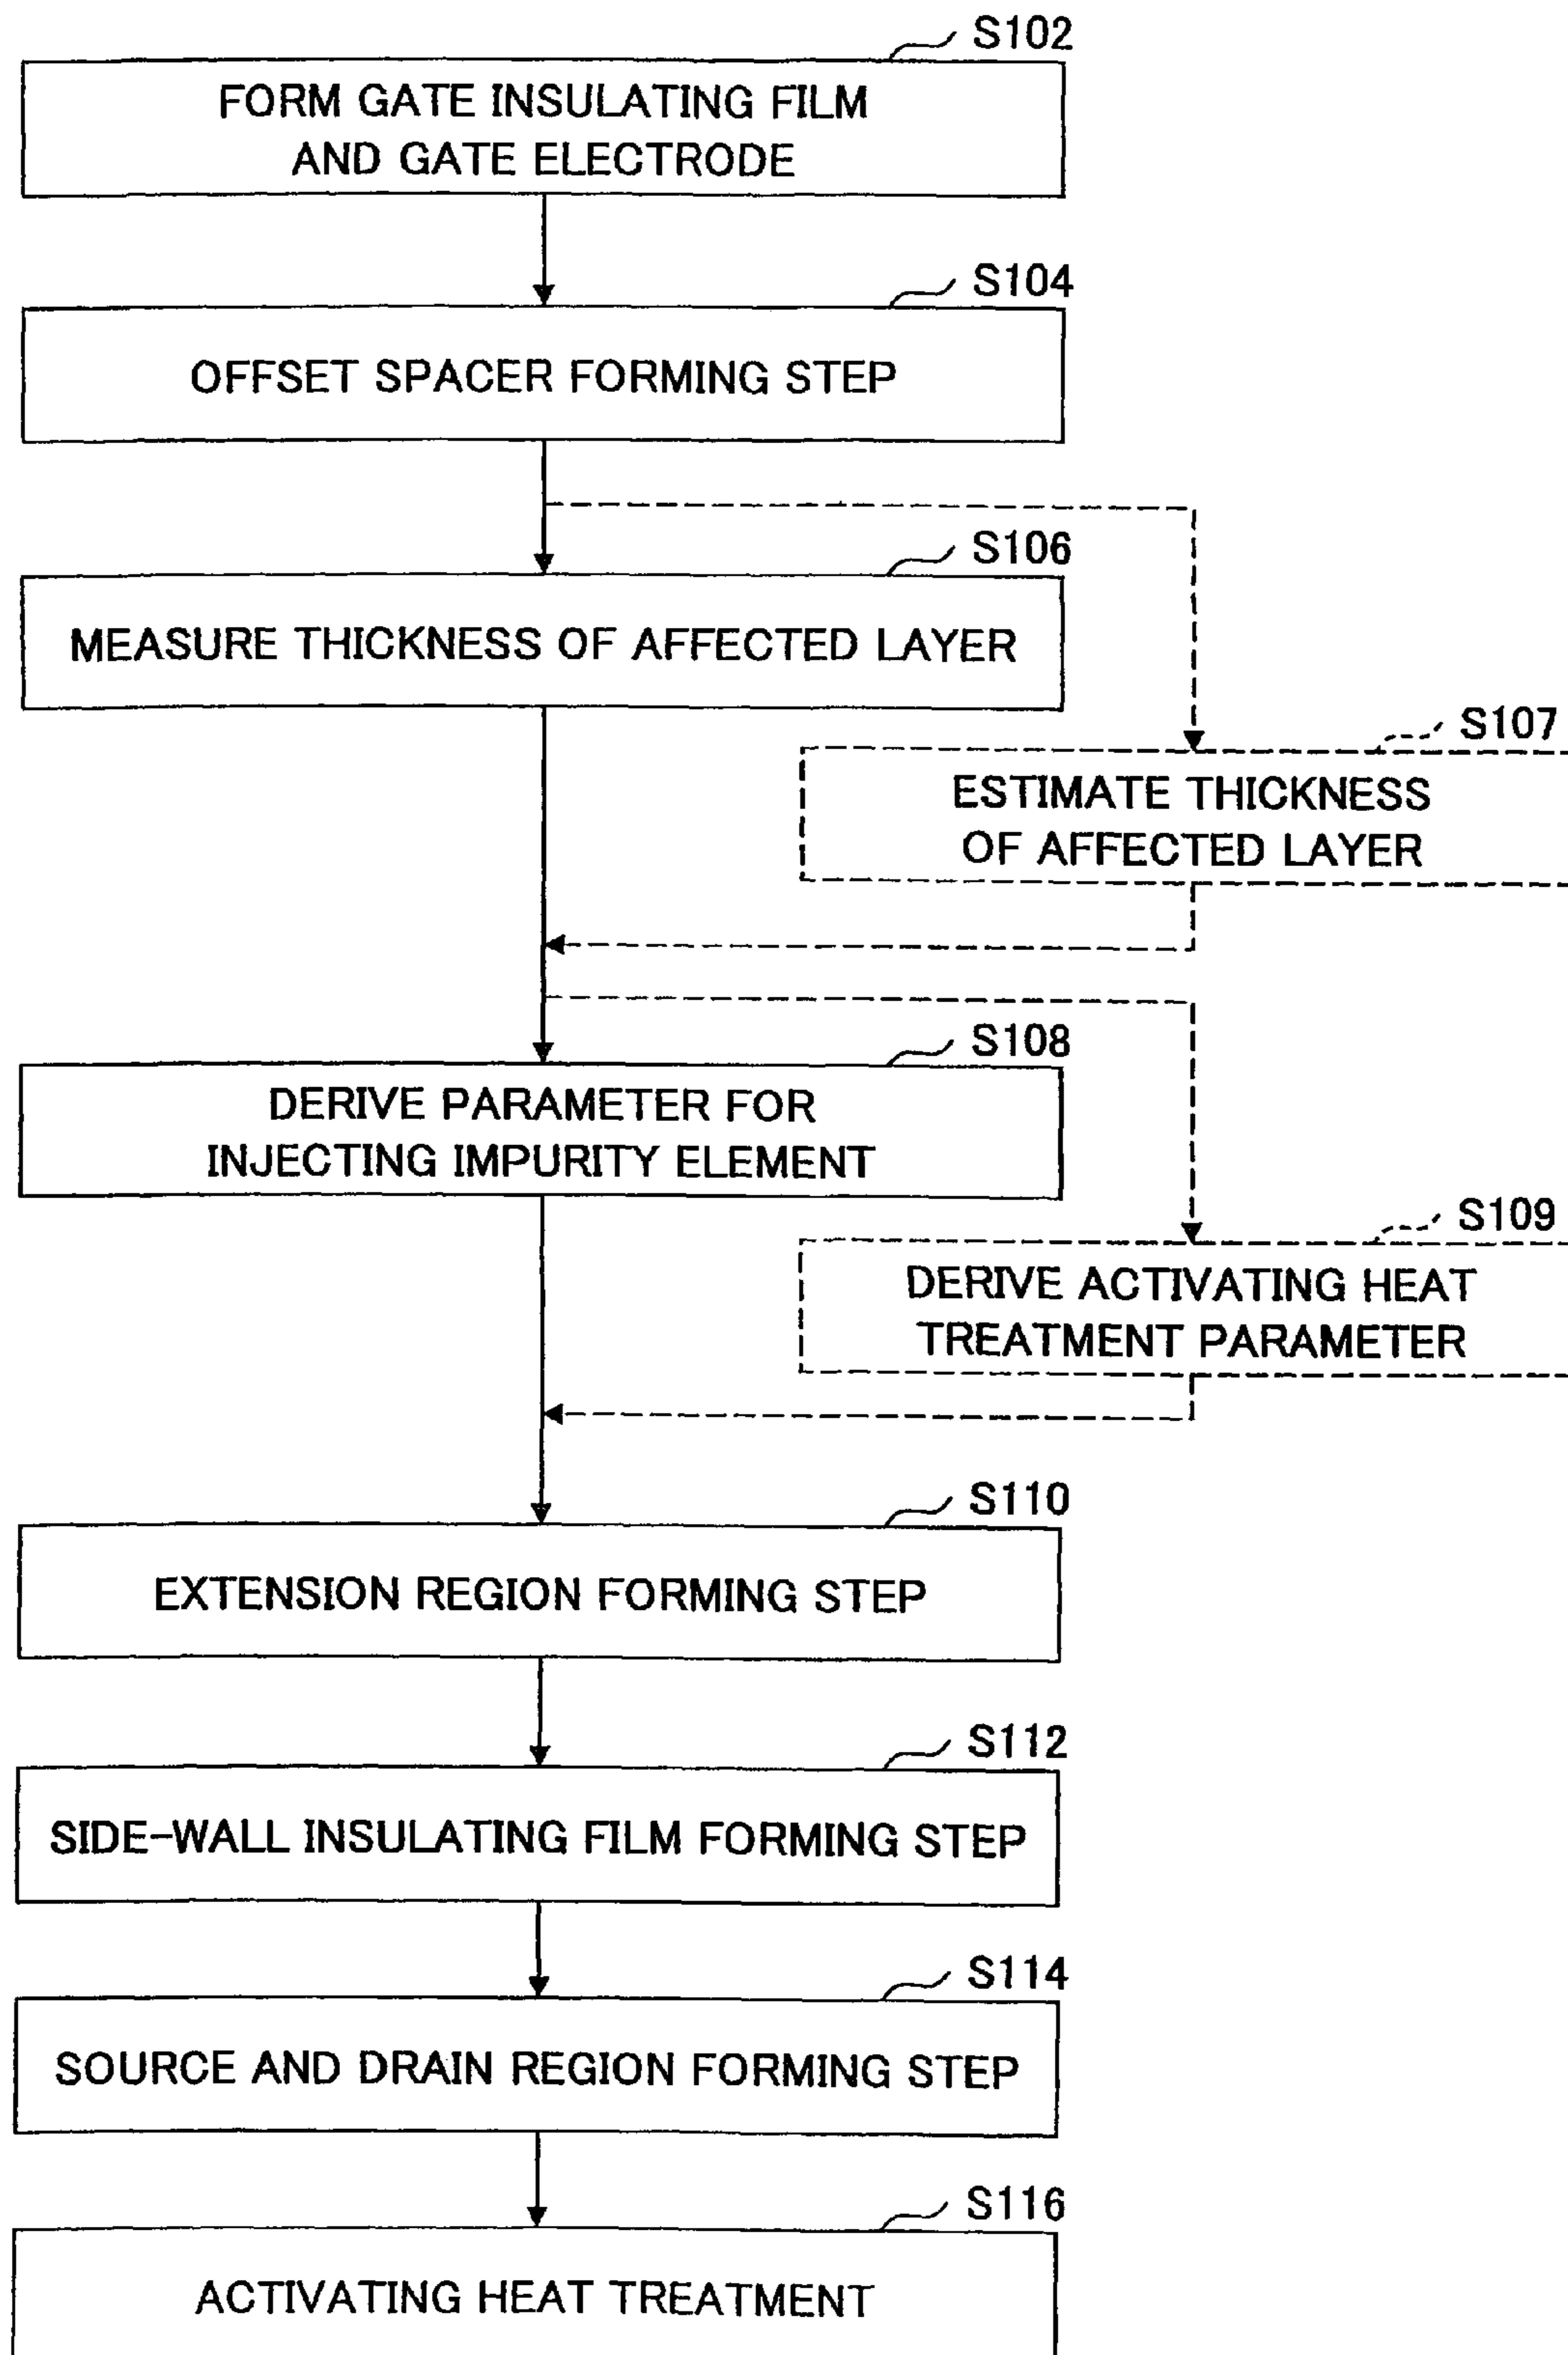 S102
FORM GATE INSULATING FILM
AND GATE ELECTRODE
S104
OFFSET SPACER FORMING STEP
S106
MEASURE THICKNESS OF AFFECTED LAYER
S107
ESTIMATE THICKNESS
OF AFFECTED LAYER
S108
DERIVE PARAMETER FOR
INJECTING IMPURITY ELEMENT
S109
DERIVE ACTIVATING HEAT
TREATMENT PARAMETER
S110
EXTENSION REGION FORMING STEP
S112
SIDE-WALL INSULATING FILM FORMING STEP
S114
SOURCE AND DRAIN REGION FORMING STEP
S116
ACTIVATING HEAT TREATMENT